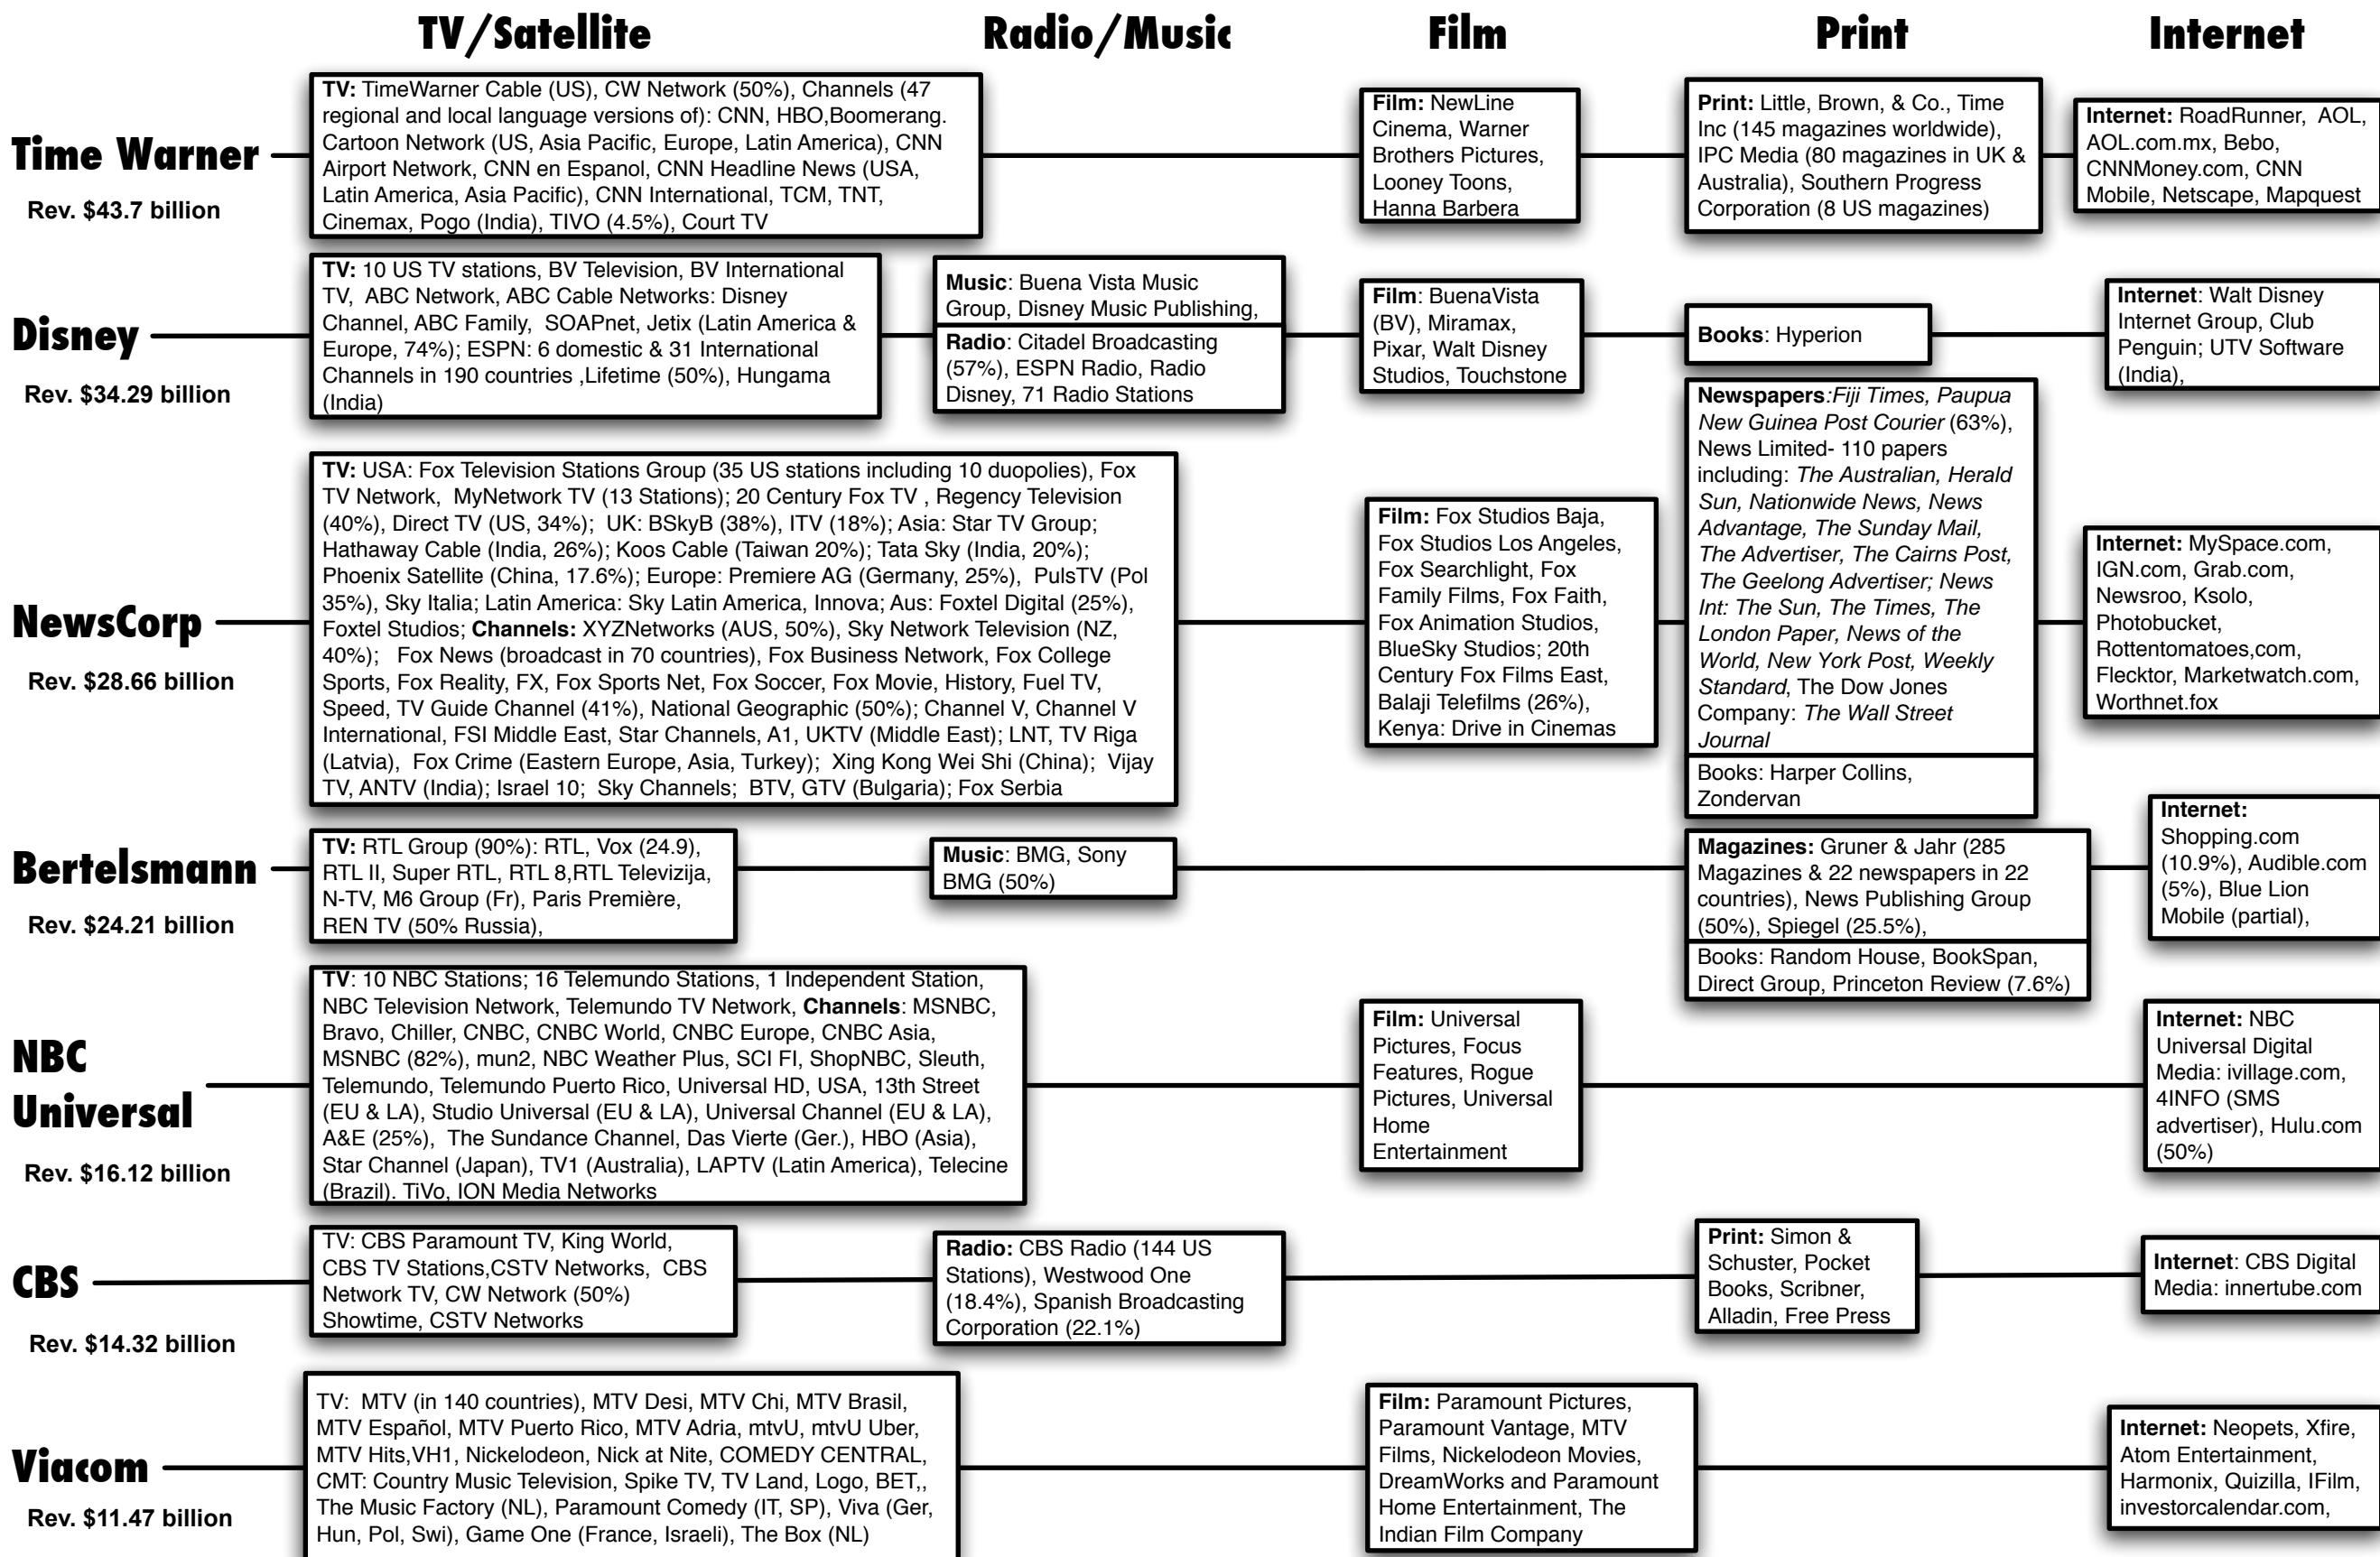 TV/Satellite
Radio/Music
Film
Print
Internet
Time Warner
Rev. $43.7 billion
TV: TimeWarner Cable (US), CW Network (50%), Channels (47
regional and local language versions of): CNN, HBO,Boomerang.
Cartoon Network (US, Asia Pacific, Europe, Latin America), CNN
Airport Network, CNN en Espanol, CNN Headline News (USA,
Latin America, Asia Pacific), CNN International, TCM, TNT,
Cinemax, Pogo (India), TIVO (4.5%), Court TV
Film: NewLine
Cinema, Warner
Brothers Pictures,
Looney Toons,
Hanna Barbera
Print: Little, Brown, & Co., Time
Inc (145 magazines worldwide),
IPC Media (80 magazines in UK &
Australia), Southern Progress
Corporation (8 US magazines)
Internet: RoadRunner, AOL,
AOL.com.mx, Bebo,
CNNMoney.com, CNN
Mobile, Netscape, Mapquest
Disney
Rev. $34.29 billion
TV: 10 US TV stations, BV Television, BV International
TV, ABC Network, ABC Cable Networks: Disney
Channel, ABC Family, SOAPnet, Jetix (Latin America &
Europe, 74%); ESPN: 6 domestic & 31 International
Channels in 190 countries ,Lifetime (50%), Hungama
(India)
Music: Buena Vista Music
Group, Disney Music Publishing,
Radio: Citadel Broadcasting
(57%), ESPN Radio, Radio
Disney, 71 Radio Stations
Film: BuenaVista
(BV), Miramax,
Pixar, Walt Disney
Studios, Touchstone
Books: Hyperion
Internet: Walt Disney
Internet Group, Club
Penguin; UTV Software
(India),
NewsCorp
Rev. $28.66 billion
TV: USA: Fox Television Stations Group (35 US stations including 10 duopolies), Fox
TV Network, MyNetwork TV (13 Stations); 20 Century Fox TV , Regency Television
(40%), Direct TV (US, 34%); UK: BSkyB (38%), ITV (18%); Asia: Star TV Group;
Hathaway Cable (India, 26%); Koos Cable (Taiwan 20%); Tata Sky (India, 20%);
Phoenix Satellite (China, 17.6%); Europe: Premiere AG (Germany, 25%), PulsTV (Pol
35%), Sky Italia; Latin America: Sky Latin America, Innova; Aus: Foxtel Digital (25%),
Foxtel Studios; Channels: XYZNetworks (AUS, 50%), Sky Network Television (NZ,
40%); Fox News (broadcast in 70 countries), Fox Business Network, Fox College
Sports, Fox Reality, FX, Fox Sports Net, Fox Soccer, Fox Movie, History, Fuel TV,
Speed, TV Guide Channel (41%), National Geographic (50%); Channel V, Channel V
International, FSI Middle East, Star Channels, A1, UKTV (Middle East); LNT, TV Riga
(Latvia), Fox Crime (Eastern Europe, Asia, Turkey); Xing Kong Wei Shi (China); Vijay
TV, ANTV (India); Israel 10; Sky Channels; BTV, GTV (Bulgaria); Fox Serbia
Film: Fox Studios Baja,
Fox Studios Los Angeles,
Fox Searchlight, Fox
Family Films, Fox Faith,
Fox Animation Studios,
BlueSky Studios; 20th
Century Fox Films East,
Balaji Telefilms (26%),
Kenya: Drive in Cinemas
Newspapers:Fiji Times, Paupua
New Guinea Post Courier (63%),
News Limited- 110 papers
including: The Australian, Herald
Sun, Nationwide News, News
Advantage, The Sunday Mail,
The Advertiser, The Cairns Post,
The Geelong Advertiser; News
Int: The Sun, The Times, The
London Paper, News of the
World, New York Post, Weekly
Standard, The Dow Jones
Company: The Wall Street
Journal
Books: Harper Collins,
Zondervan
Internet: MySpace.com,
IGN.com, Grab.com,
Newsroo, Ksolo,
Photobucket,
Rottentomatoes,com,
Flecktor, Marketwatch.com,
Worthnet.fox
Bertelsmann
Rev. $24.21 billion
TV: RTL Group (90%): RTL, Vox (24.9),
RTL II, Super RTL, RTL 8,RTL Televizija,
N-TV, M6 Group (Fr), Paris Première,
REN TV (50% Russia),
Music: BMG, Sony
BMG (50%)
Magazines: Gruner & Jahr (285
Magazines & 22 newspapers in 22
countries), News Publishing Group
(50%), Spiegel (25.5%),
Books: Random House, BookSpan,
Direct Group, Princeton Review (7.6%)
Internet:
Shopping.com
(10.9%), Audible.com
(5%), Blue Lion
Mobile (partial),
NBC
Universal
Rev. $16.12 billion
TV: 10 NBC Stations; 16 Telemundo Stations, 1 Independent Station,
NBC Television Network, Telemundo TV Network, Channels: MSNBC,
Bravo, Chiller, CNBC, CNBC World, CNBC Europe, CNBC Asia,
MSNBC (82%), mun2, NBC Weather Plus, SCI FI, ShopNBC, Sleuth,
Telemundo, Telemundo Puerto Rico, Universal HD, USA, 13th Street
(EU & LA), Studio Universal (EU & LA), Universal Channel (EU & LA),
A&E (25%), The Sundance Channel, Das Vierte (Ger.), HBO (Asia),
Star Channel (Japan), TV1 (Australia), LAPTV (Latin America), Telecine
(Brazil). TiVo, ION Media Networks
Film: Universal
Pictures, Focus
Features, Rogue
Pictures, Universal
Home
Entertainment
Internet: NBC
Universal Digital
Media: ivillage.com,
4INFO (SMS
advertiser), Hulu.com
(50%)
CBS
Rev. $14.32 billion
TV: CBS Paramount TV, King World,
CBS TV Stations,CSTV Networks, CBS
Network TV, CW Network (50%)
Showtime, CSTV Networks
Radio: CBS Radio (144 US
Stations), Westwood One
(18.4%), Spanish Broadcasting
Corporation (22.1%)
Print: Simon &
Schuster, Pocket
Books, Scribner,
Alladin, Free Press
Internet: CBS Digital
Media: innertube.com
Viacom
Rev. $11.47 billion
TV: MTV (in 140 countries), MTV Desi, MTV Chi, MTV Brasil,
MTV Español, MTV Puerto Rico, MTV Adria, mtvU, mtvU Uber,
MTV Hits,VH1, Nickelodeon, Nick at Nite, COMEDY CENTRAL,
CMT: Country Music Television, Spike TV, TV Land, Logo, BET,,
The Music Factory (NL), Paramount Comedy (IT, SP), Viva (Ger,
Hun, Pol, Swi), Game One (France, Israeli), The Box (NL)
Film: Paramount Pictures,
Paramount Vantage, MTV
Films, Nickelodeon Movies,
DreamWorks and Paramount
Home Entertainment, The
Indian Film Company
Internet: Neopets, Xfire,
Atom Entertainment,
Harmonix, Quizilla, IFilm,
investorcalendar.com,